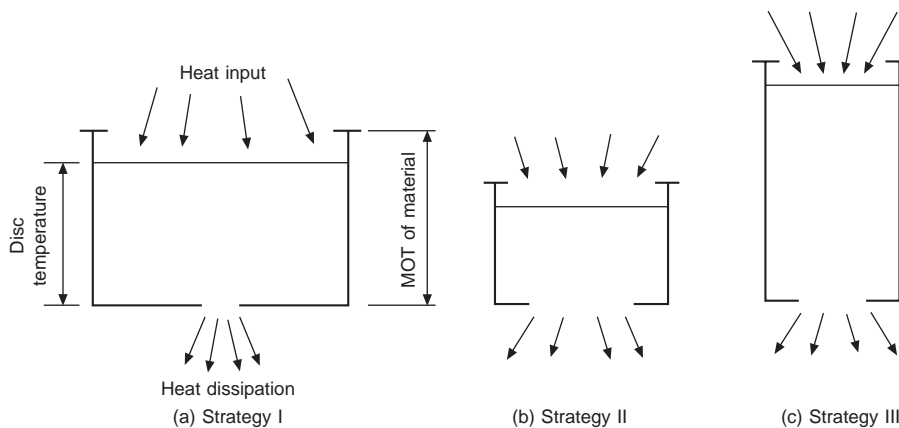 Heat input
Disc
temperature
MOT of material
Heat dissipation
(a) Strategy I
(b) Strategy II
(c) Strategy III